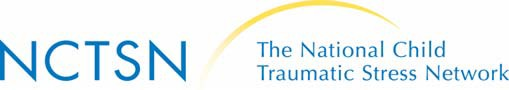 NCTSN
The National Child
Traumatic Stress Network